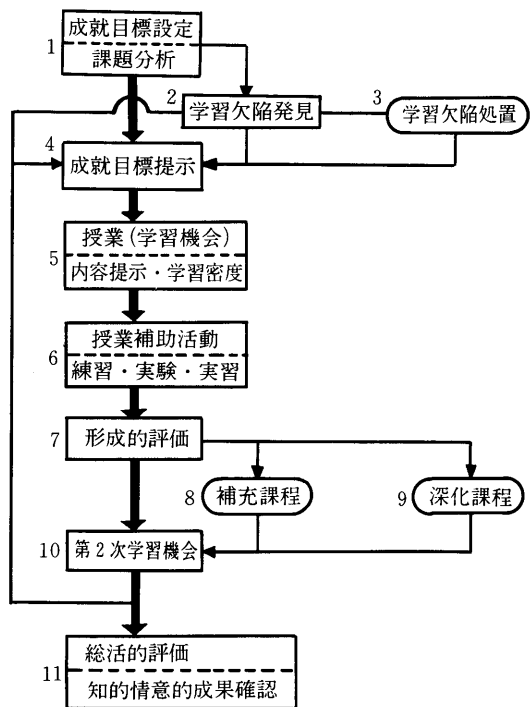 1 成就目標設定
課題分析
2 学習欠陥発見
3 学習欠陥処置
4 成就目標提示
5 授業(学習機会)
内容提示・学習密度
6 授業補助活動
練習・実験・実習
7 形成的評価
8 補充課程
9 深化課程
10 第2次学習機会
11 総活的評価
知的情意的成果確認